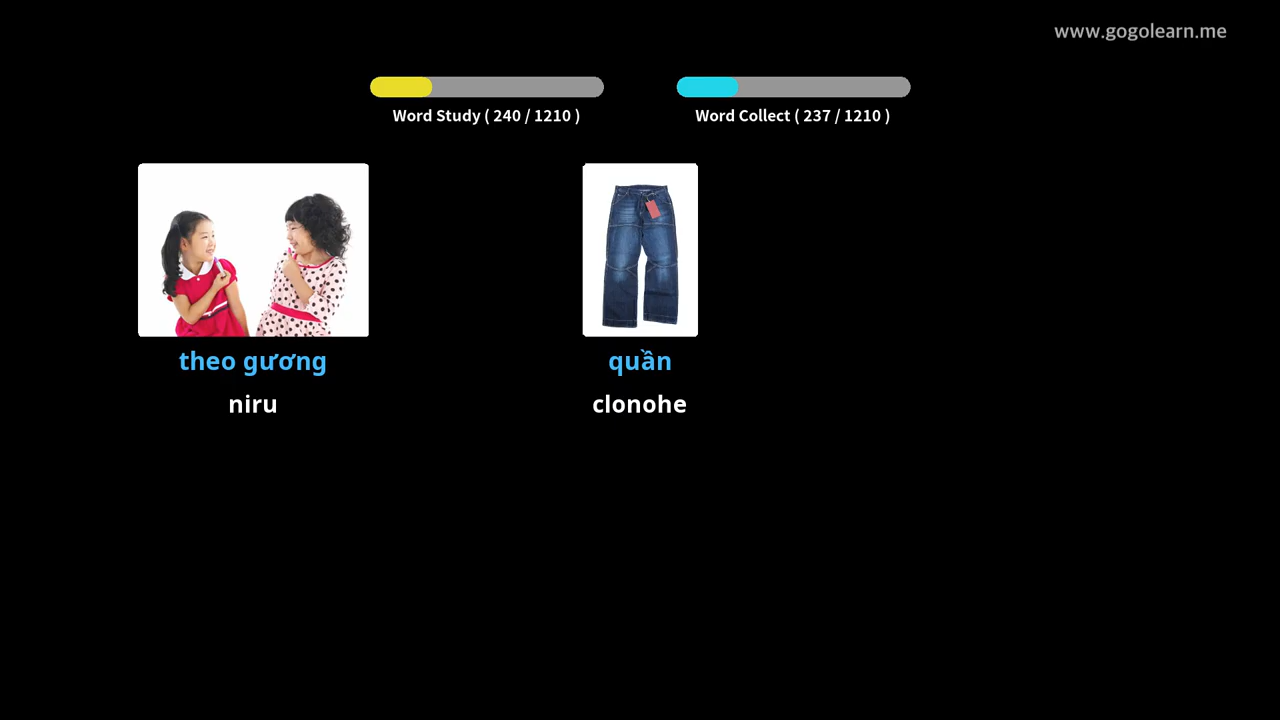 www.gogolearn.me
Word Study ( 240 / 1210 )
Word Collect ( 237 / 1210 )
theo gương
quần
niru
clonohe